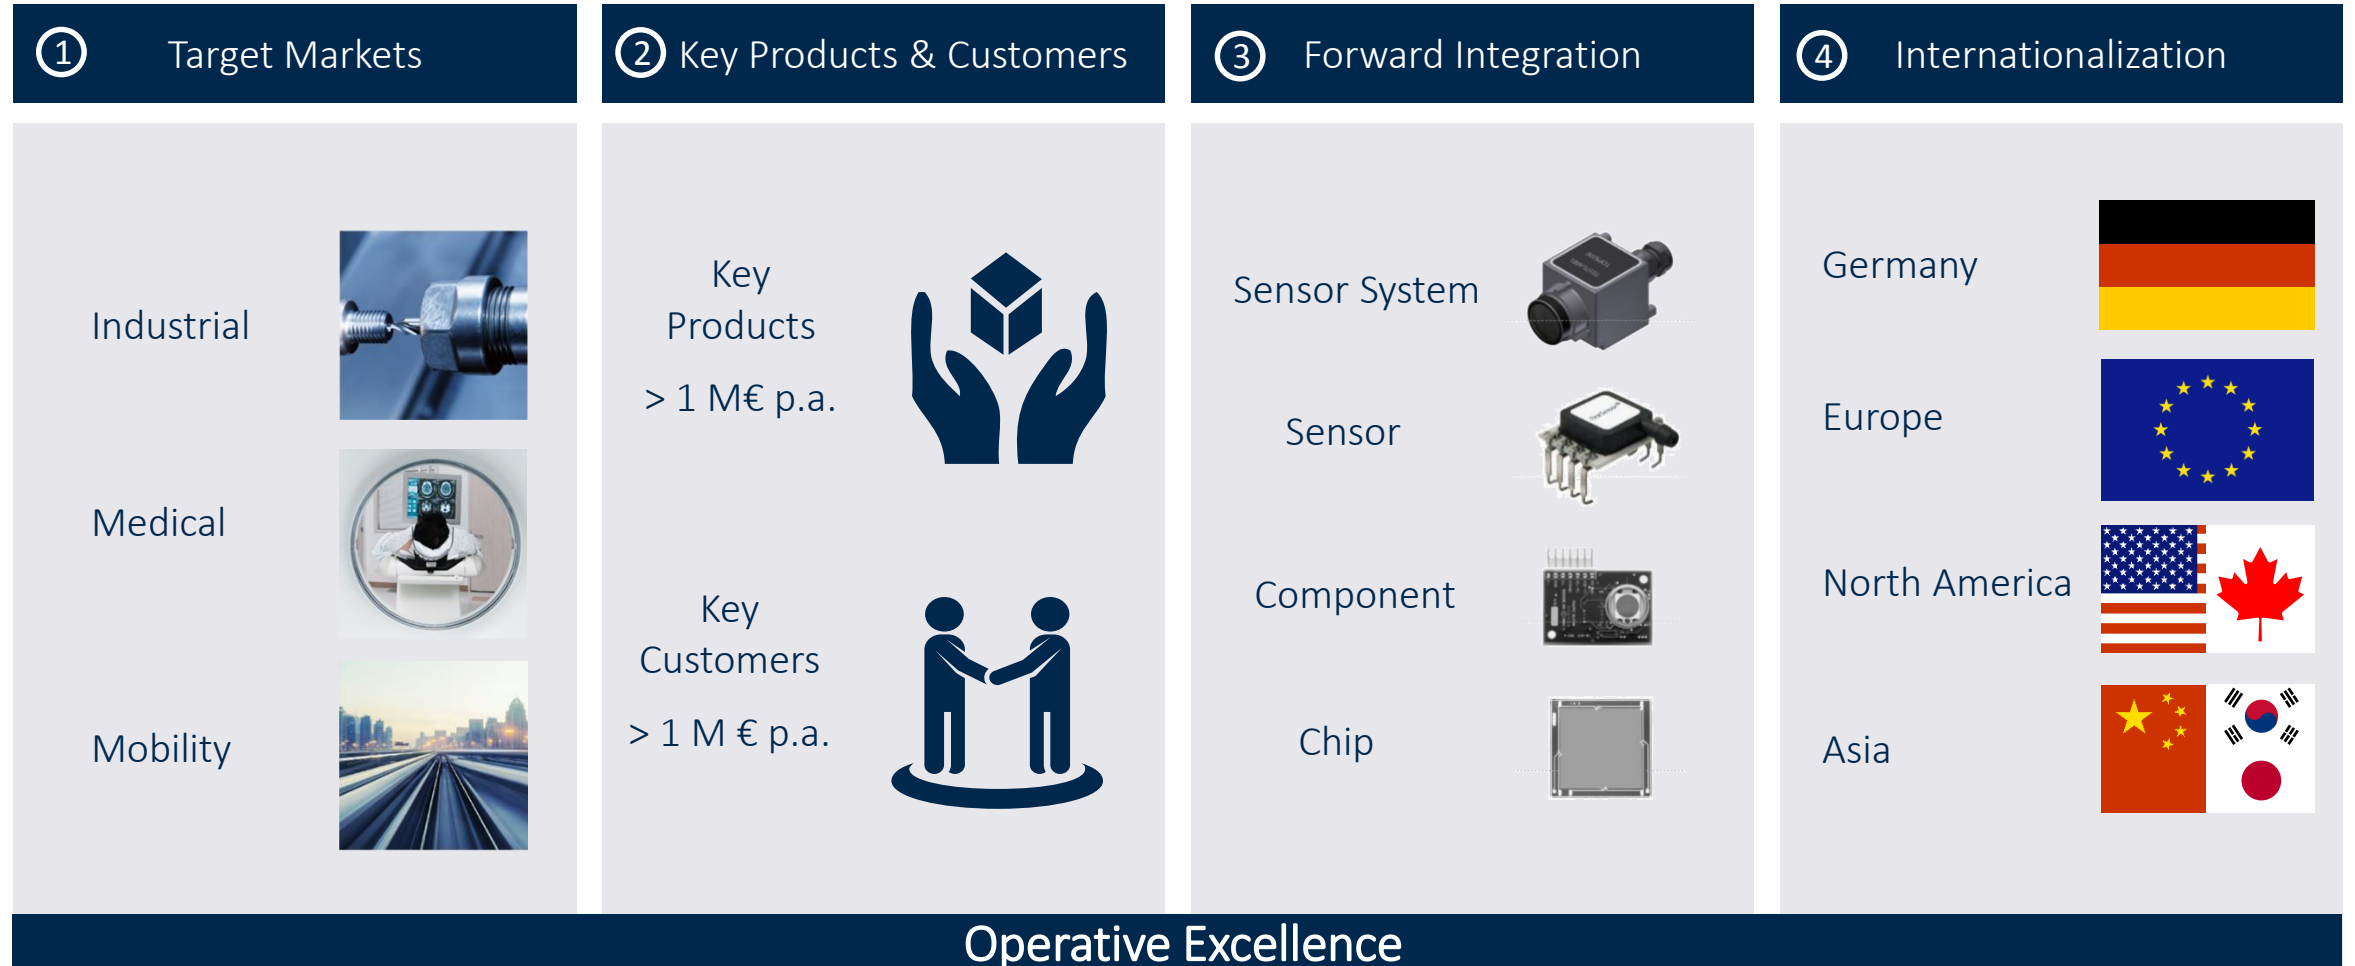 1 Target Markets
Industrial
Medical
Mobility
2 Key Products & Customers
Key
Products
> 1 M€ p.a.
Key
Customers
> 1 M € p.a.
3 Forward Integration
Sensor System
Sensor
Component
Chip
4 Internationalization
Germany
Europe
North America
Asia
Operative Excellence